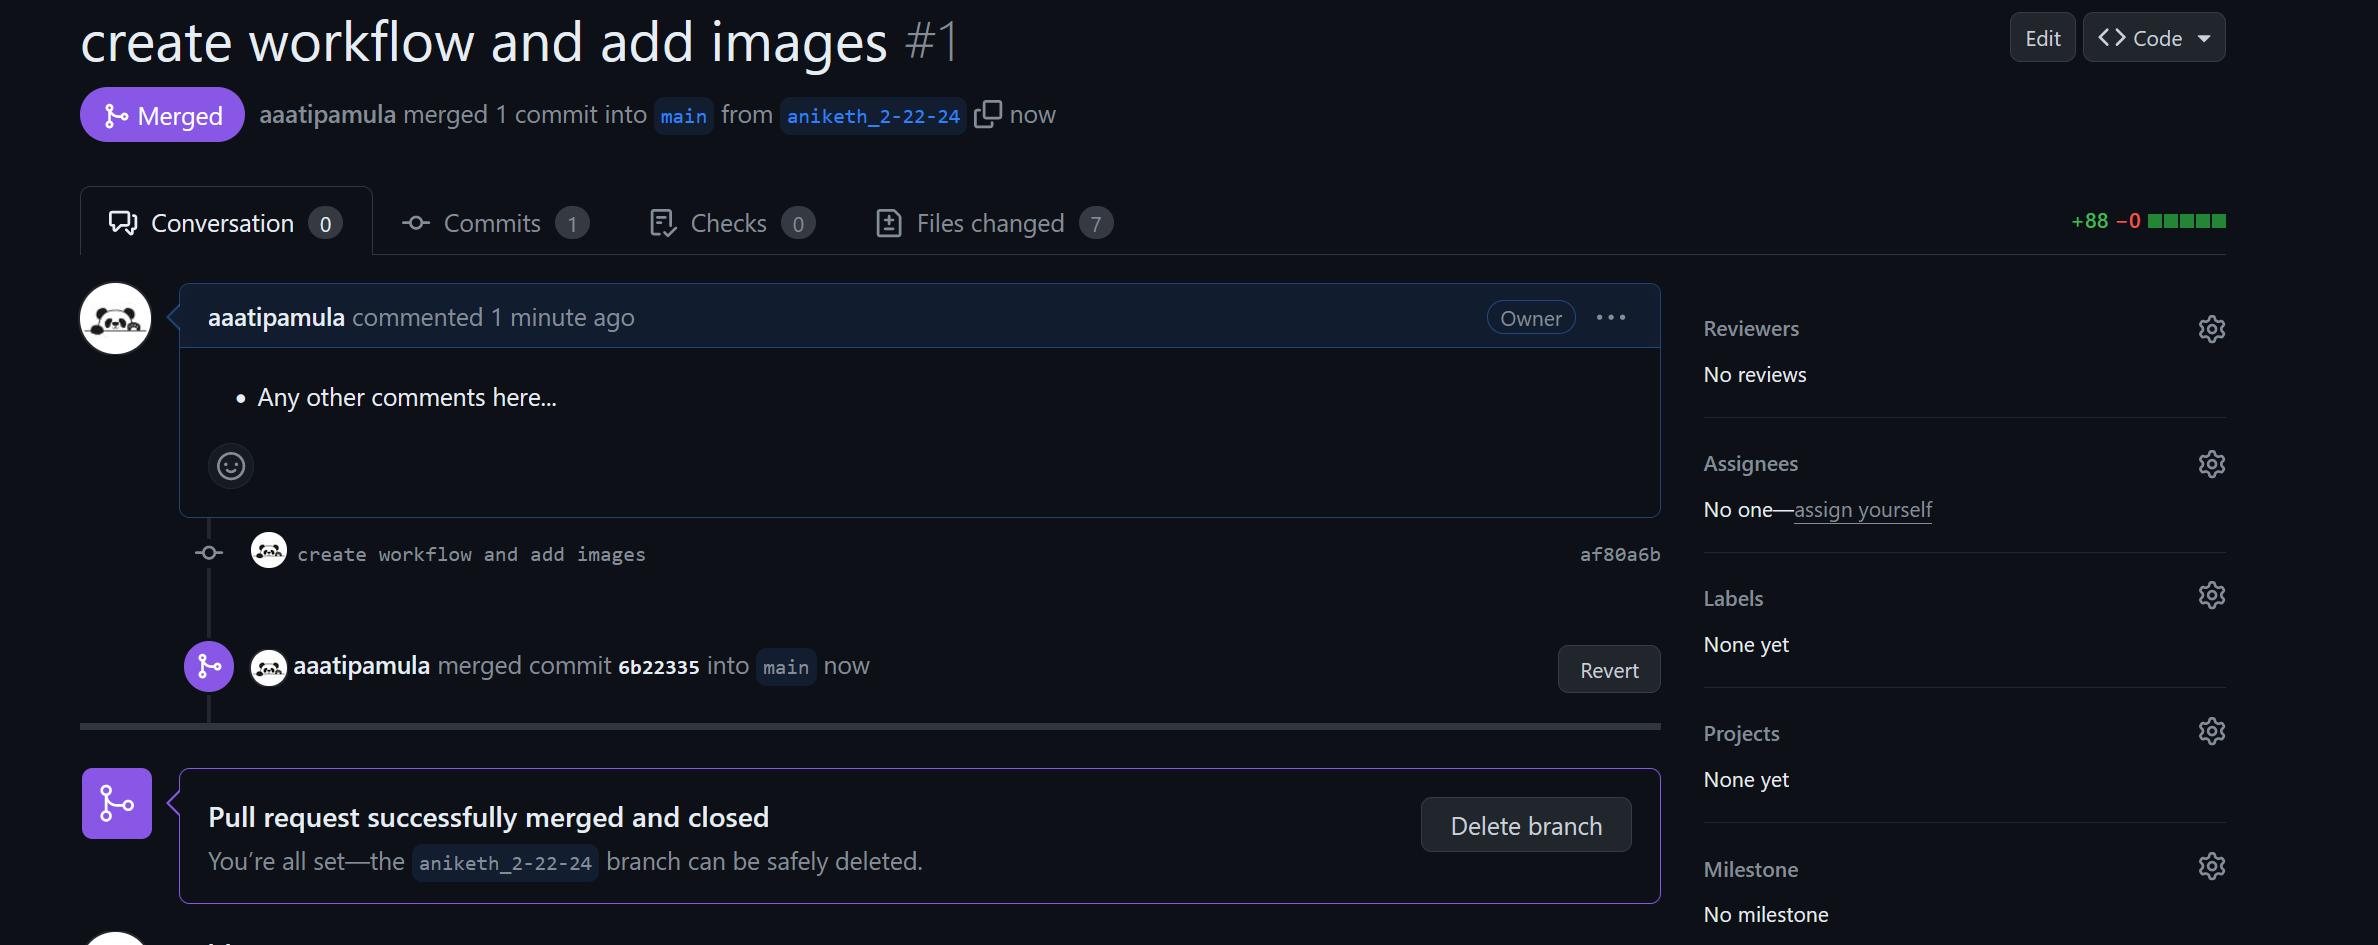 create workflow and add images #1
Edit
Code
Merged
aaatipamula merged 1 commit into main from aniketh_2-22-24 now
Conversation 0
Commits 1
Checks 0
Files changed 7
+88 −0
aaatipamula commented 1 minute ago
Owner
Any other comments here...
create workflow and add images
af80a6b
aaatipamula merged commit 6b22335 into main now
Revert
Pull request successfully merged and closed
You’re all set—the aniketh_2-22-24 branch can be safely deleted.
Delete branch
Reviewers
No reviews
Assignees
No one—assign yourself
Labels
None yet
Projects
None yet
Milestone
No milestone